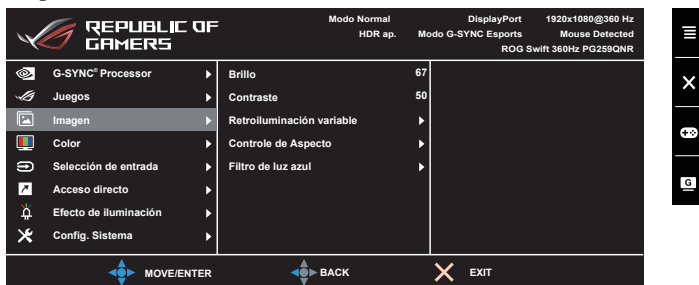 REPUBLIC OF
GAMERS
Modo Normal
HDR ap.
DisplayPort
Modo G-SYNC Esports
1920x1080@360 Hz
Mouse Detected
ROG Swift 360Hz PG259QNR
G-SYNC® Processor
Juegos
Imagen
Color
Selección de entrada
Acceso directo
Efecto de iluminación
Config. Sistema
Brillo 67
Contraste 50
Retroiluminación variable
Controle de Aspecto
Filtro de luz azul
MOVE/ENTER
BACK
EXIT
G